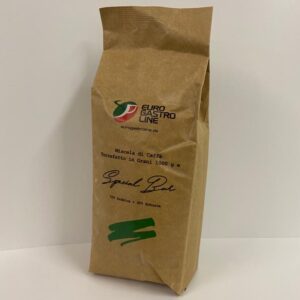 EURO
GASTRO
LINE
Miscela di Caffè
Torrefatto in Grani 1000 g e
Special Bar